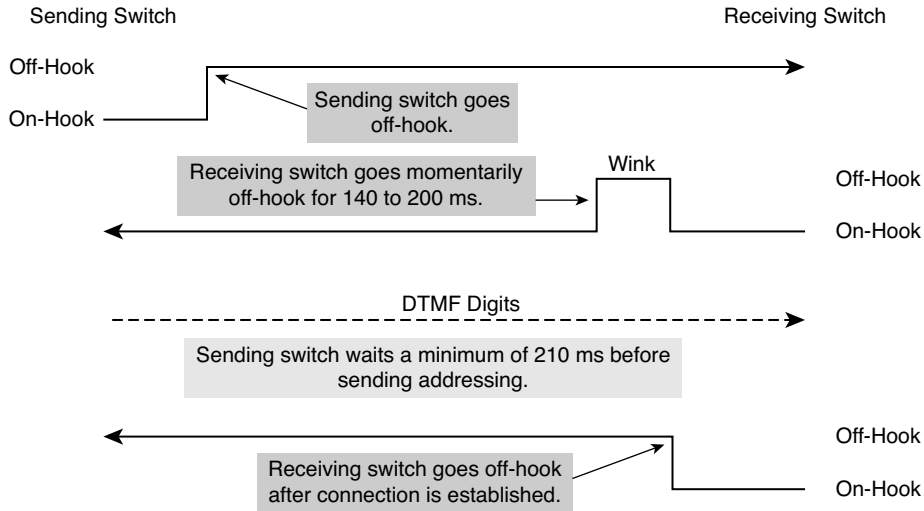 Sending Switch
Receiving Switch
Off-Hook
On-Hook
Sending switch goes
off-hook.
Receiving switch goes momentarily
off-hook for 140 to 200 ms.
Wink
Off-Hook
On-Hook
DTMF Digits
Sending switch waits a minimum of 210 ms before
sending addressing.
Off-Hook
On-Hook
Receiving switch goes off-hook
after connection is established.